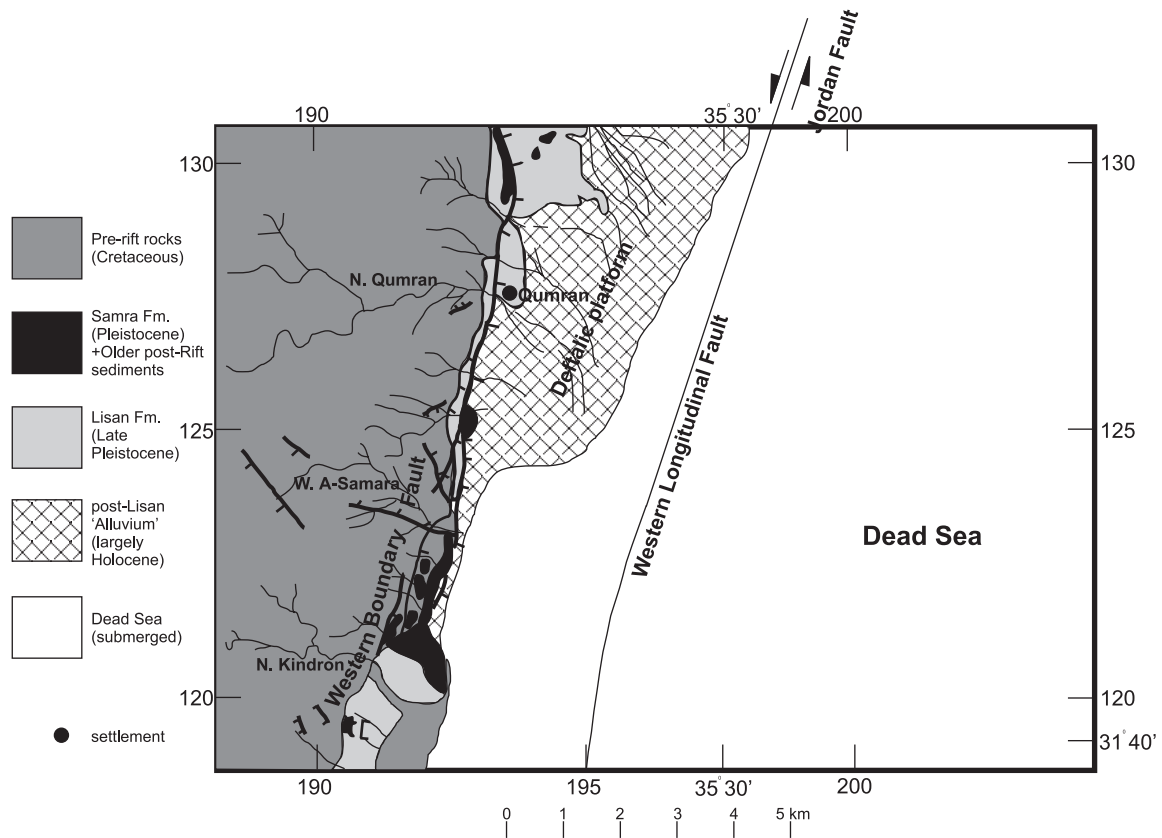 Jordan Fault
190
35°30'
200
130
130
Pre-rift rocks
(Cretaceous)
N. Qumran
Qumran
Deltalic platform
Samra Fm.
(Pleistocene)
+Older post-Rift
sediments
Western Longitudinal Fault
Lisan Fm.
(Late
Pleistocene)
125
125
W. A-Samara
post-Lisan
'Alluvium'
(largely
Holocene)
Dead Sea
Western Boundary Fault
Dead Sea
(submerged)
N. Kindron
120
120
settlement
31°40'
190
195
35°30'
200
0 1 2 3 4 5 km